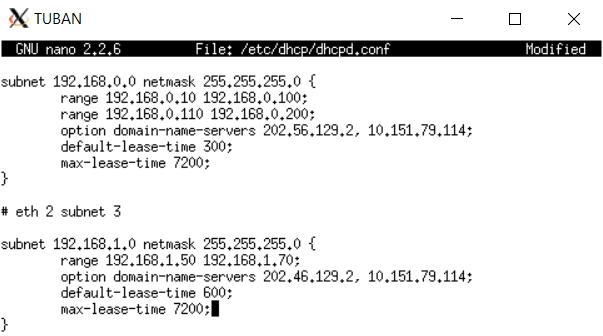 TUBAN
GNU nano 2.2.6 File: /etc/dhcp/dhcpd.conf Modified
subnet 192.168.0.0 netmask 255.255.255.0 {
range 192.168.0.10 192.168.0.100;
range 192.168.0.110 192.168.0.200;
option domain-name-servers 202.56.129.2, 10.151.79.114;
default-lease-time 300;
max-lease-time 7200;
}
# eth 2 subnet 3
subnet 192.168.1.0 netmask 255.255.255.0 {
range 192.168.1.50 192.168.1.70;
option domain-name-servers 202.46.129.2, 10.151.79.114;
default-lease-time 600;
max-lease-time 7200;
}